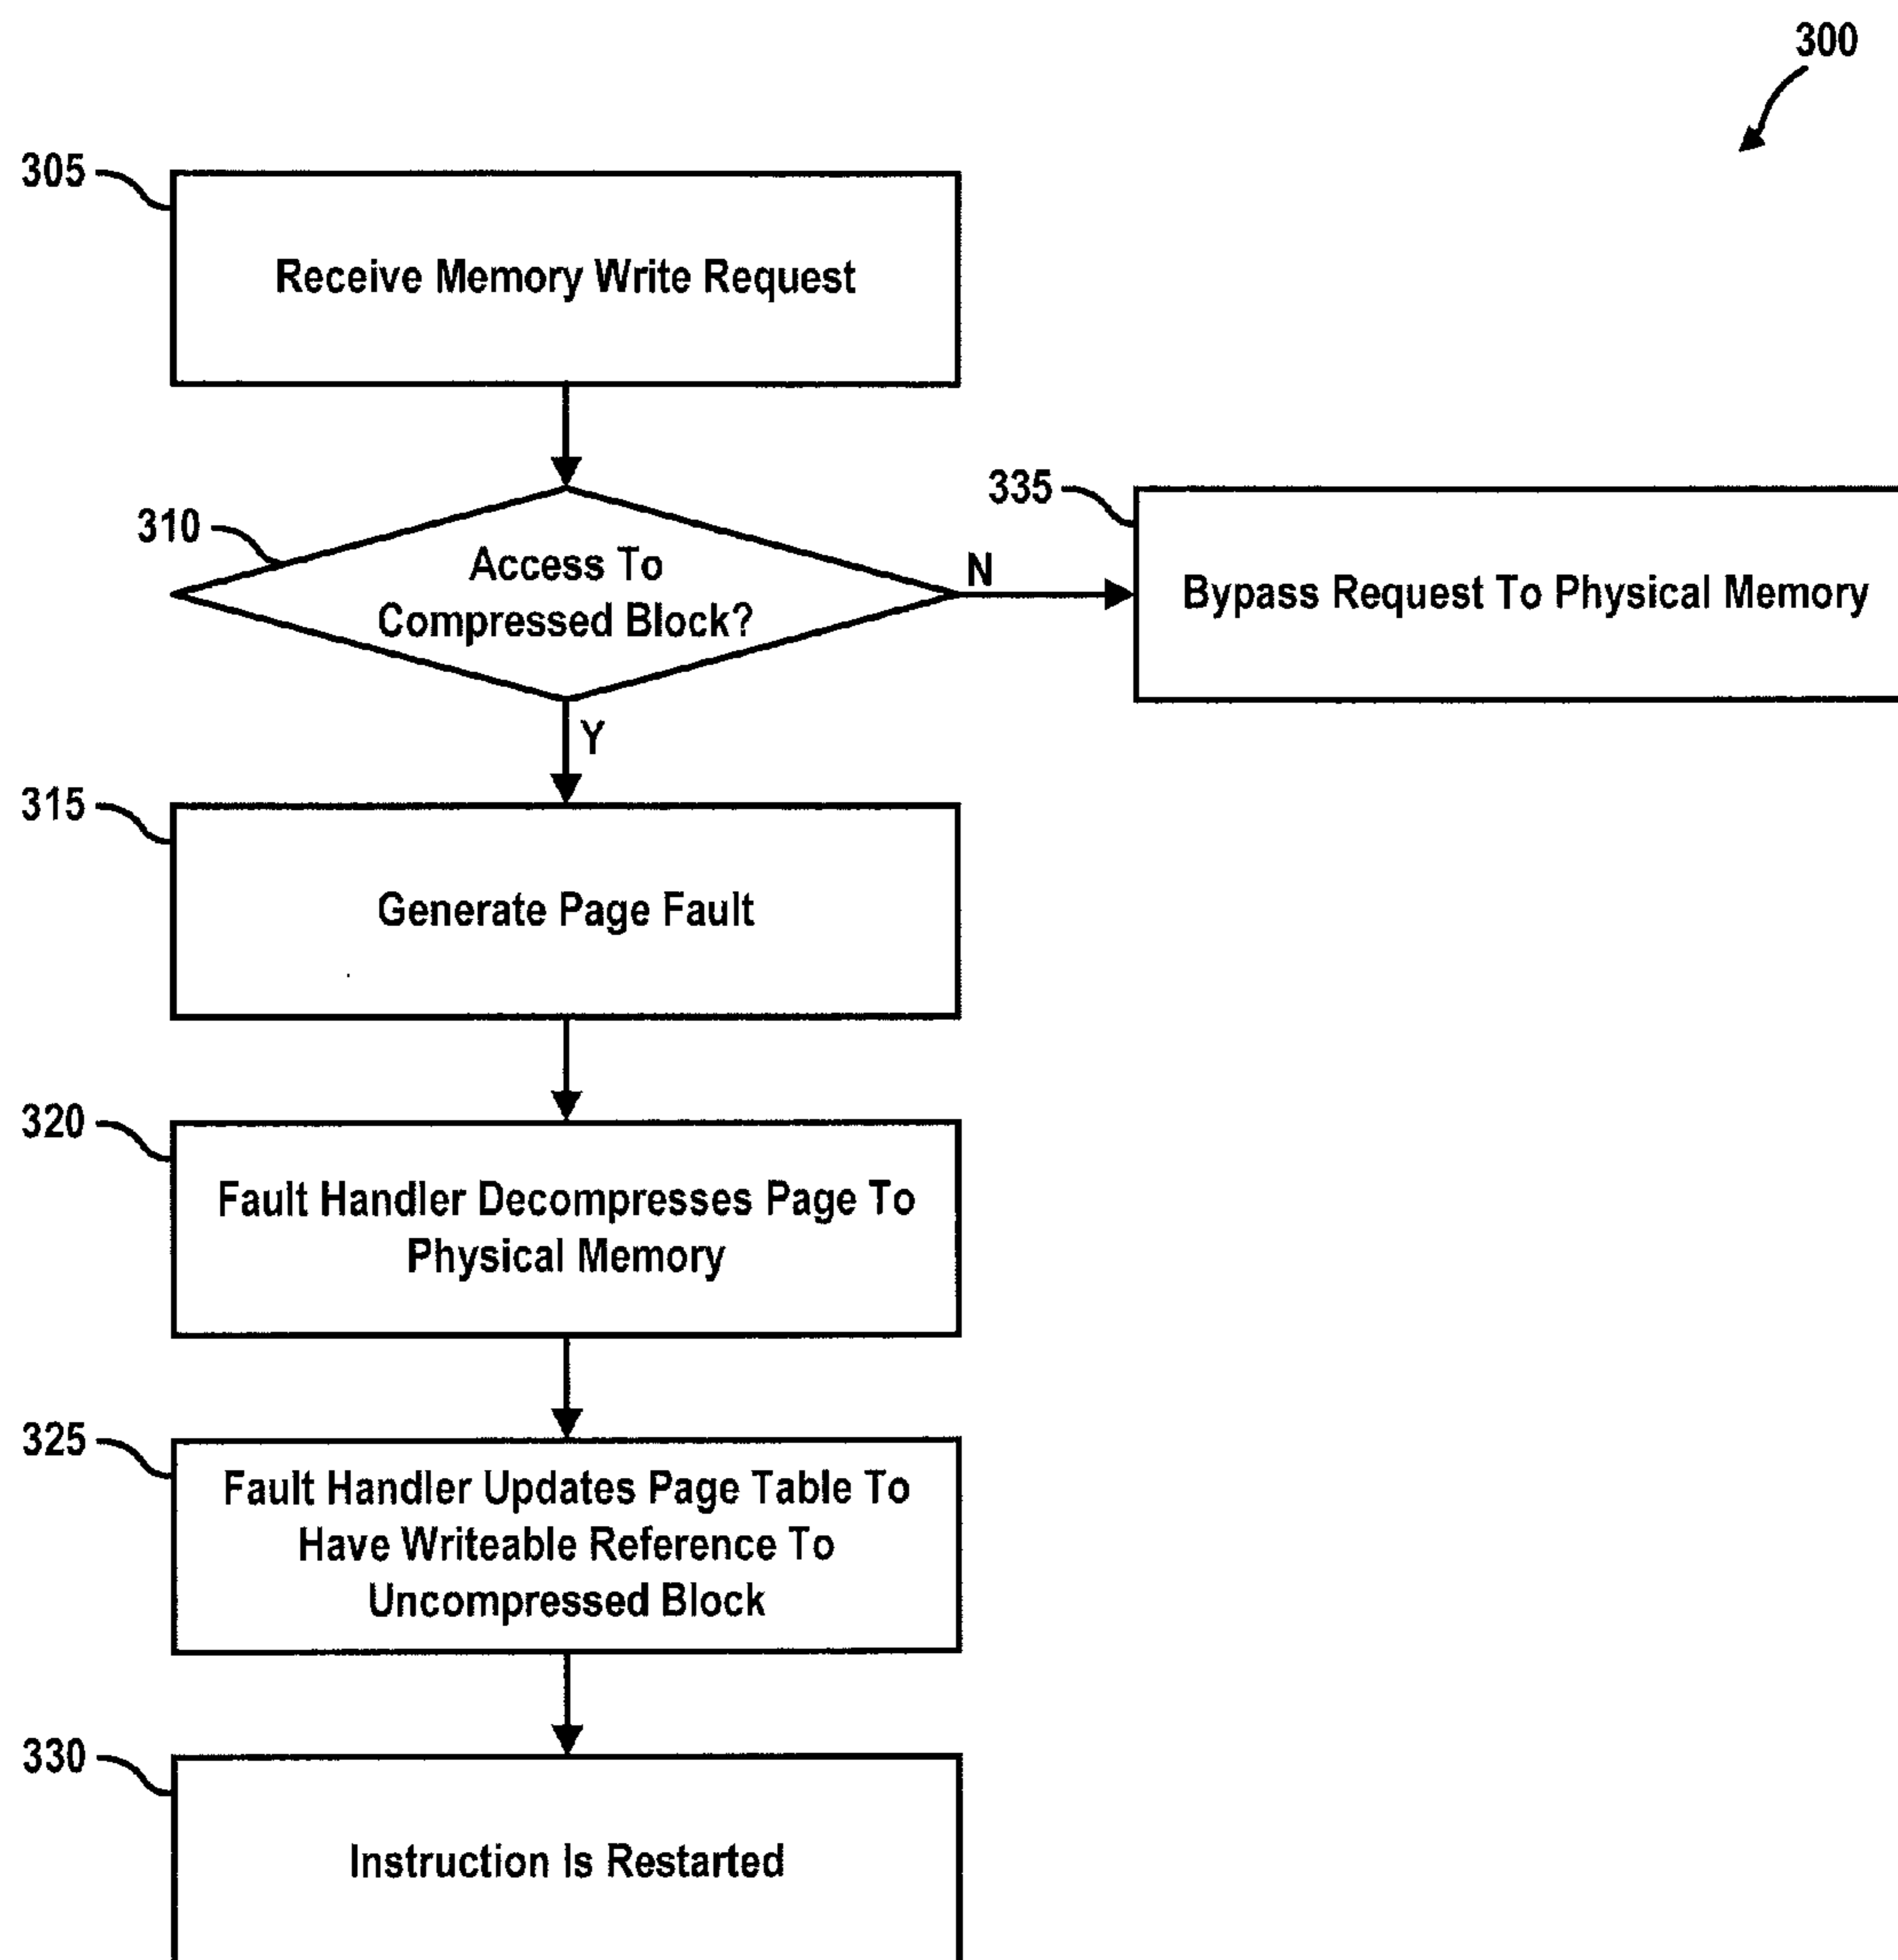 300
305
Receive Memory Write Request
310
Access To
Compressed Block?
N
335
Bypass Request To Physical Memory
Y
315
Generate Page Fault
320
Fault Handler Decompresses Page To
Physical Memory
325
Fault Handler Updates Page Table To
Have Writeable Reference To
Uncompressed Block
330
Instruction Is Restarted